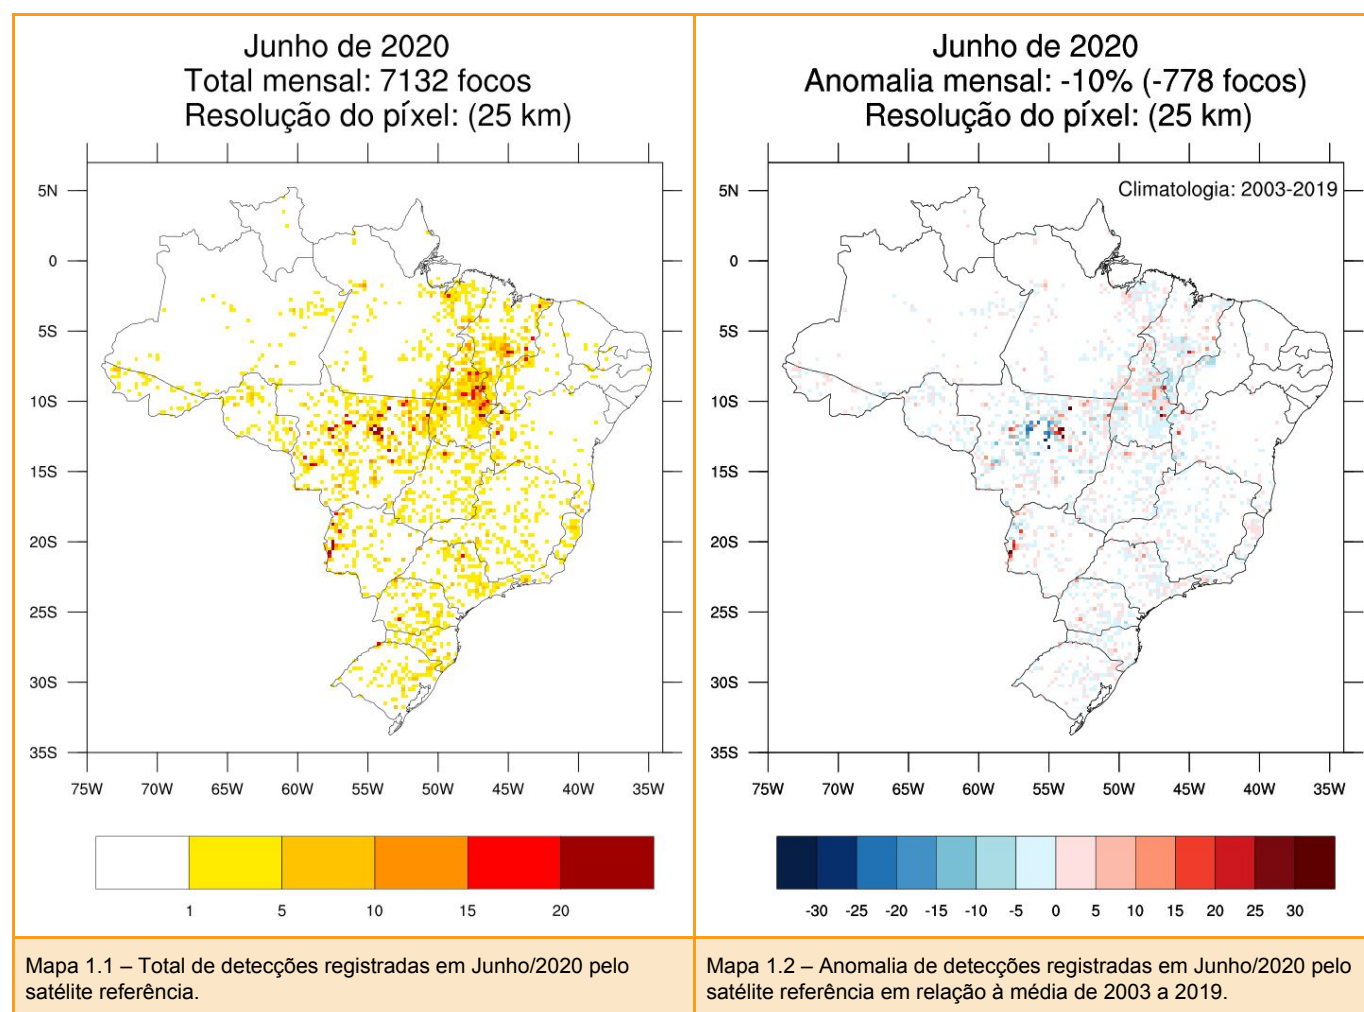 Junho de 2020
Total mensal: 7132 focos
Resolução do píxel: (25 km)
5N
0
5S
10S
15S
20S
25S
30S
35S
75W 70W 65W 60W 55W 50W 45W 40W 35W
1 5 10 15 20
Mapa 1.1 – Total de detecções registradas em Junho/2020 pelo
satélite referência.
Junho de 2020
Anomalia mensal: -10% (-778 focos)
Resolução do píxel: (25 km)
Climatologia: 2003-2019
5N
0
5S
10S
15S
20S
25S
30S
35S
75W 70W 65W 60W 55W 50W 45W 40W 35W
-30 -25 -20 -15 -10 -5 0 5 10 15 20 25 30
Mapa 1.2 – Anomalia de detecções registradas em Junho/2020 pelo
satélite referência em relação à média de 2003 a 2019.